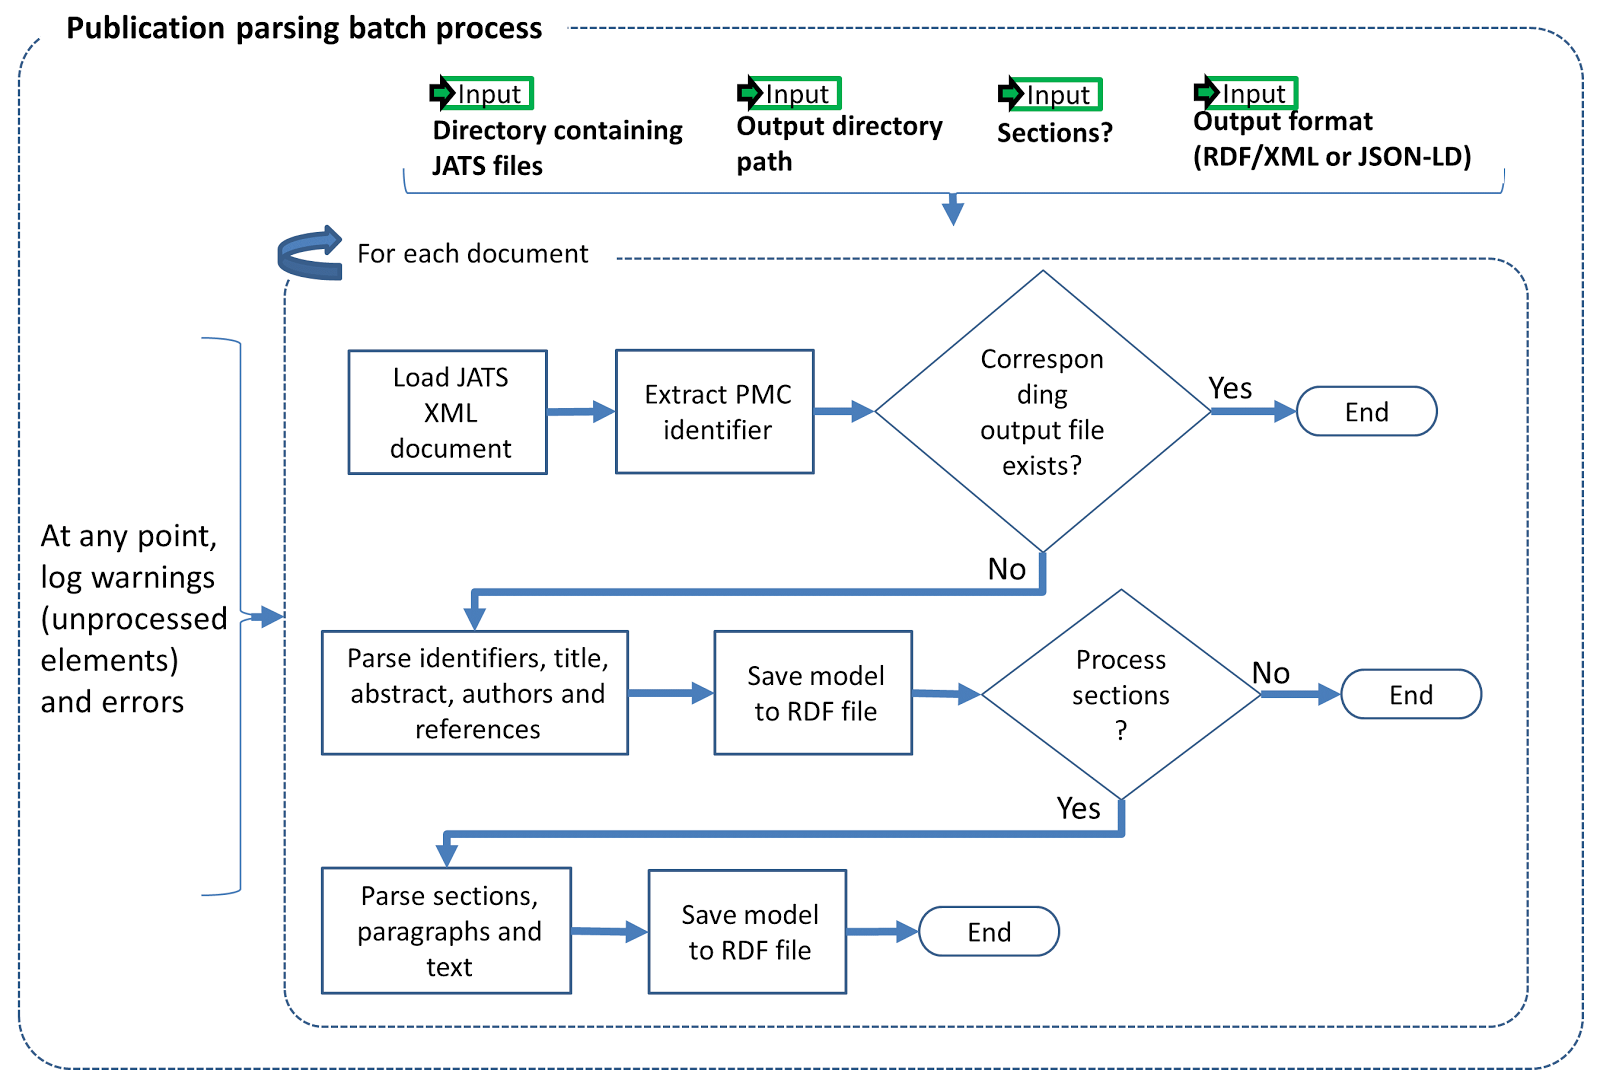 Publication parsing batch process
Input
Directory containing
JATS files
Input
Output directory
path
Input
Sections?
Input
Output format
(RDF/XML or JSON-LD)
For each document
Load JATS
XML
document
Extract PMC
identifier
Correspon
ding
output file
exists?
Yes
End
No
At any point,
log warnings
(unprocessed
elements)
and errors
Parse identifiers, title,
abstract, authors and
references
Save model
to RDF file
Process
sections
?
No
End
Yes
Parse sections,
paragraphs and
text
Save model
to RDF file
End